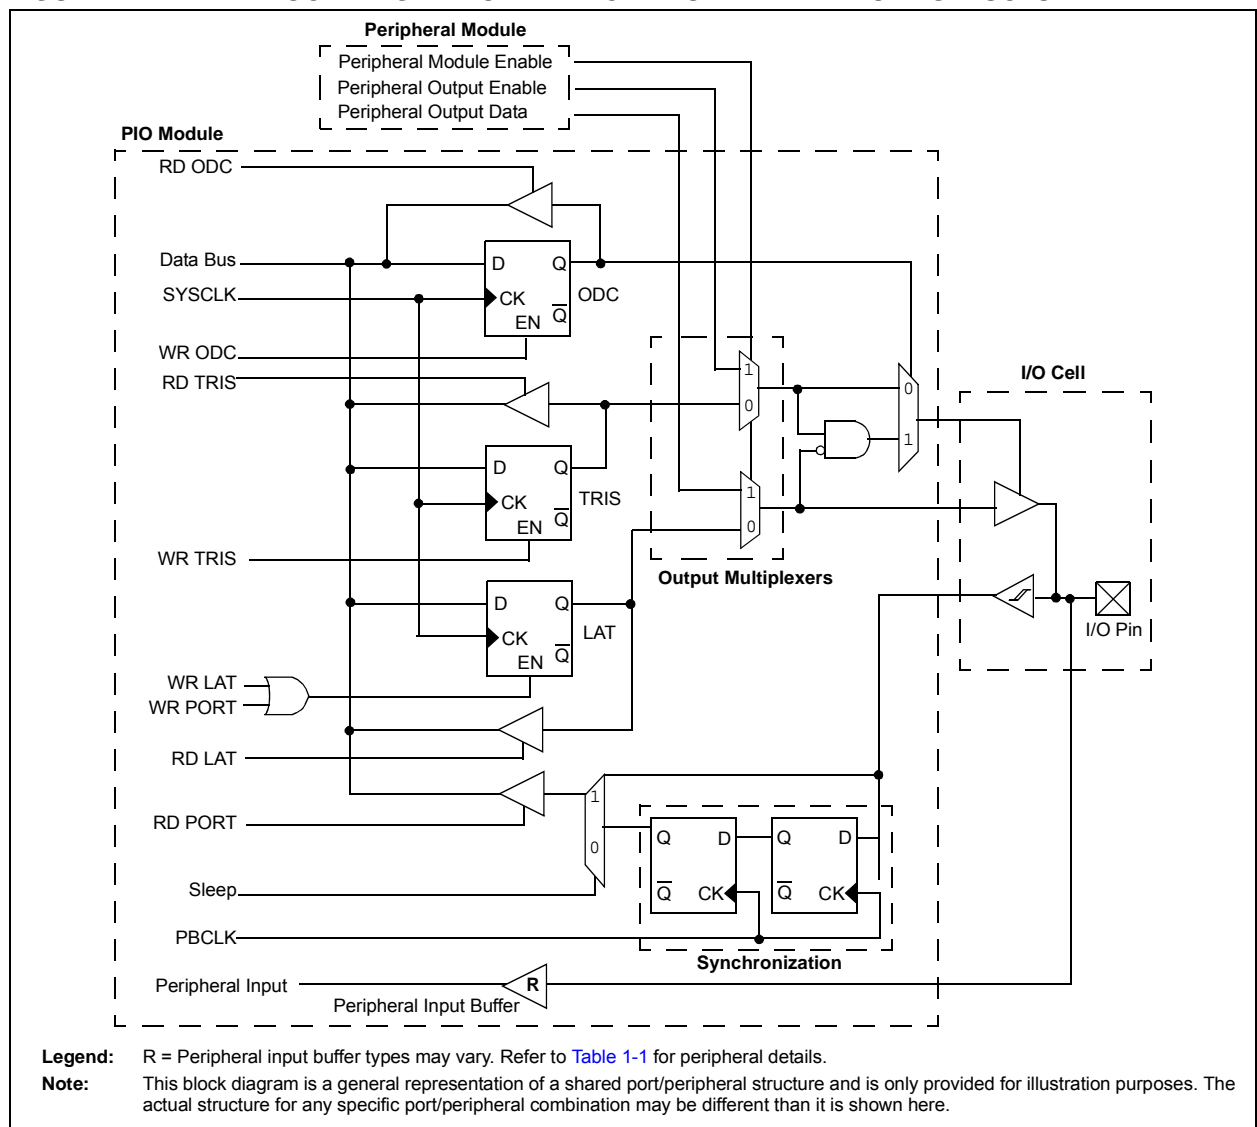 Peripheral Module
Peripheral Module Enable
Peripheral Output Enable
Peripheral Output Data
PIO Module
RD ODC
Data Bus
D Q
SYSCLK
CK
ODC
EN Q
WR ODC
RD TRIS
1
0
I/O Cell
0
1
D Q
CK
TRIS
EN Q
WR TRIS
1
0
Output Multiplexers
D Q
CK
LAT
EN Q
I/O Pin
WR LAT
WR PORT
RD LAT
RD PORT
1
0
Q D
Q CK
Q D
Q CK
Sleep
PBCLK
Synchronization
Peripheral Input
R
Peripheral Input Buffer
Legend: R = Peripheral input buffer types may vary. Refer to Table 1-1 for peripheral details.
Note: This block diagram is a general representation of a shared port/peripheral structure and is only provided for illustration purposes. The
actual structure for any specific port/peripheral combination may be different than it is shown here.